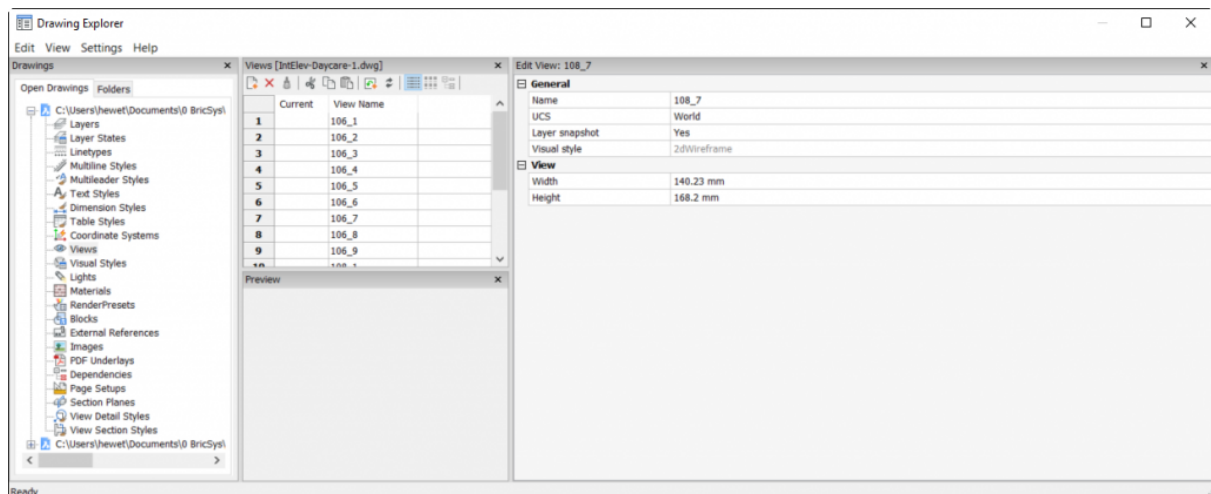 Drawing Explorer
Edit View Settings Help
Drawings
Open Drawings Folders
C:\Users\hewet\Documents\0 BricSys\
Layers
Layer States
Linetypes
Multiline Styles
Multileader Styles
Text Styles
Dimension Styles
Table Styles
Coordinate Systems
Views
Visual Styles
Lights
Materials
RenderPresets
Blocks
External References
Images
PDF Underlays
Dependencies
Page Setups
Section Planes
View Detail Styles
View Section Styles
C:\Users\hewet\Documents\0 BricSys\
Views [IntElev-Daycare-1.dwg]
Current View Name
1 106_1
2 106_2
3 106_3
4 106_4
5 106_5
6 106_6
7 106_7
8 106_8
9 106_9
10 108_1
Preview
Edit View: 108_7
General
Name 108_7
UCS World
Layer snapshot Yes
Visual style 2dWireframe
View
Width 140.23 mm
Height 168.2 mm
Ready